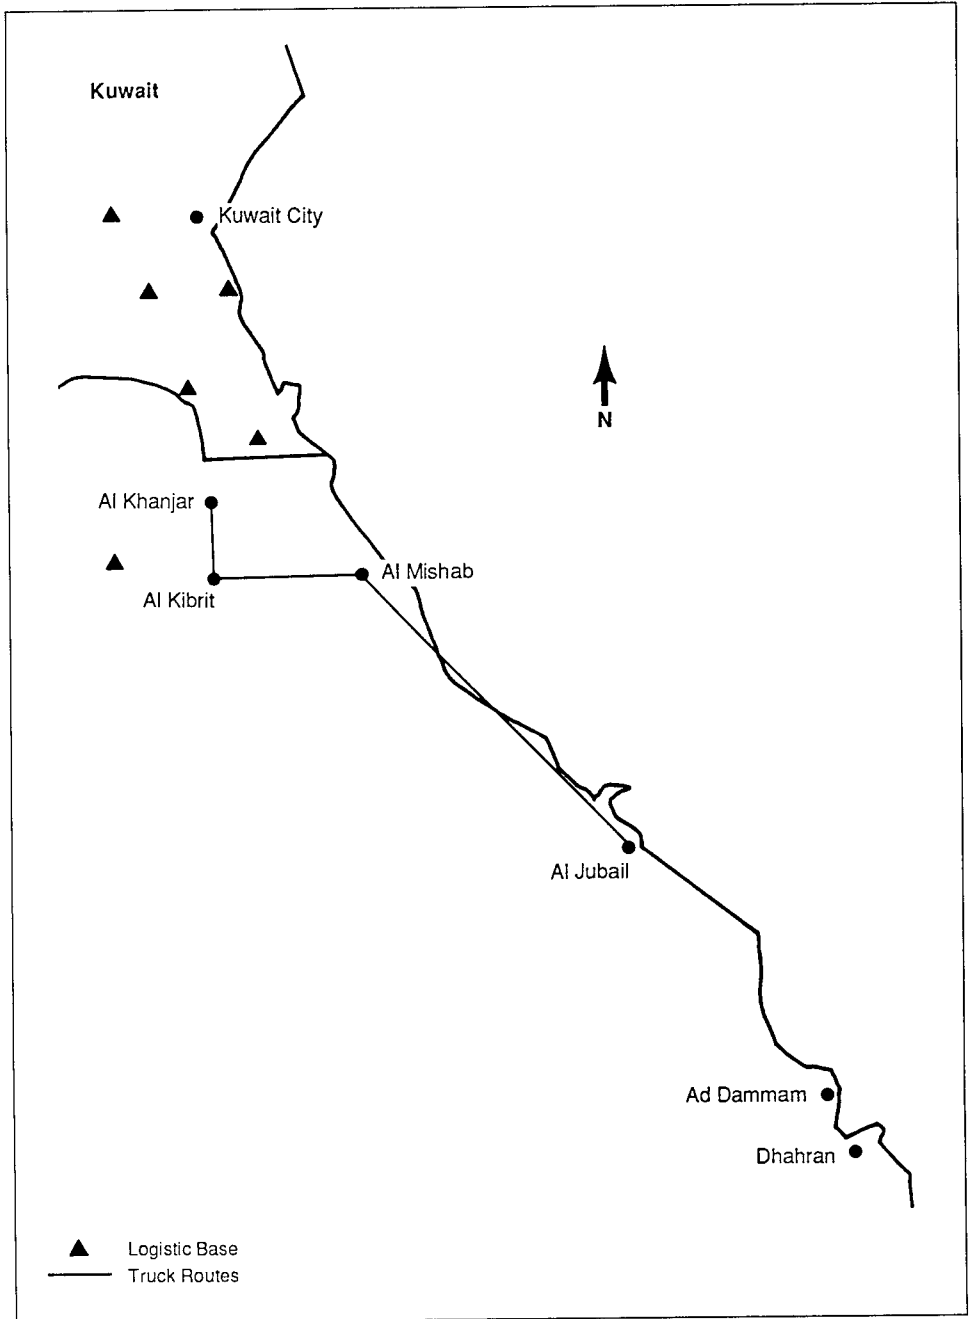 Kuwait
Kuwait City
N
Al Khanjar
Al Mishab
Al Kibrit
Al Jubail
Ad Dammam
Dhahran
Logistic Base
Truck Routes